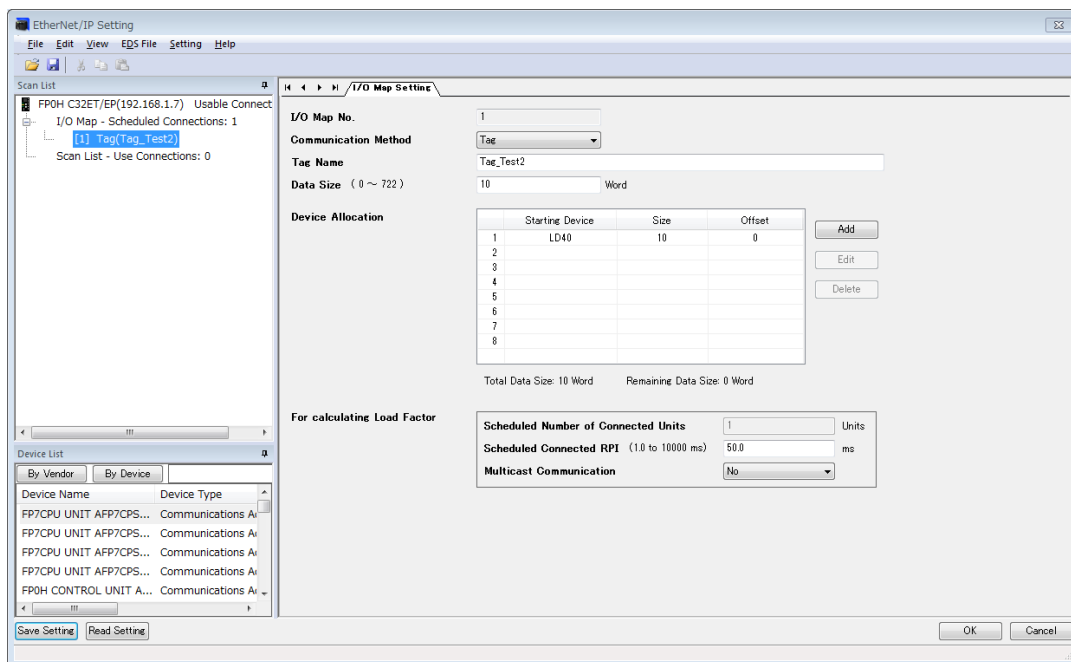 EtherNet/IP Setting
File Edit View EDS File Setting Help
Scan List
FP0H C32ET/EP(192.168.1.7) Usable Connect
I/O Map - Scheduled Connections: 1
[1] Tag(Tag_Test2)
Scan List - Use Connections: 0
I/O Map Setting
I/O Map No. 1
Communication Method Tag
Tag Name Tag_Test2
Data Size ( 0 ~ 722 ) 10 Word
Device Allocation
Starting Device Size Offset
1 LD40 10 0
2
3
4
5
6
7
8
Add
Edit
Delete
Total Data Size: 10 Word Remaining Data Size: 0 Word
For calculating Load Factor
Scheduled Number of Connected Units 1 Units
Scheduled Connected RPI (1.0 to 10000 ms) 50.0 ms
Multicast Communication No
Device List
By Vendor By Device
Device Name Device Type
FP7CPU UNIT AFP7CPS... Communications A
FP7CPU UNIT AFP7CPS... Communications A
FP7CPU UNIT AFP7CPS... Communications A
FP7CPU UNIT AFP7CPS... Communications A
FP0H CONTROL UNIT A... Communications A
Save Setting Read Setting
OK Cancel